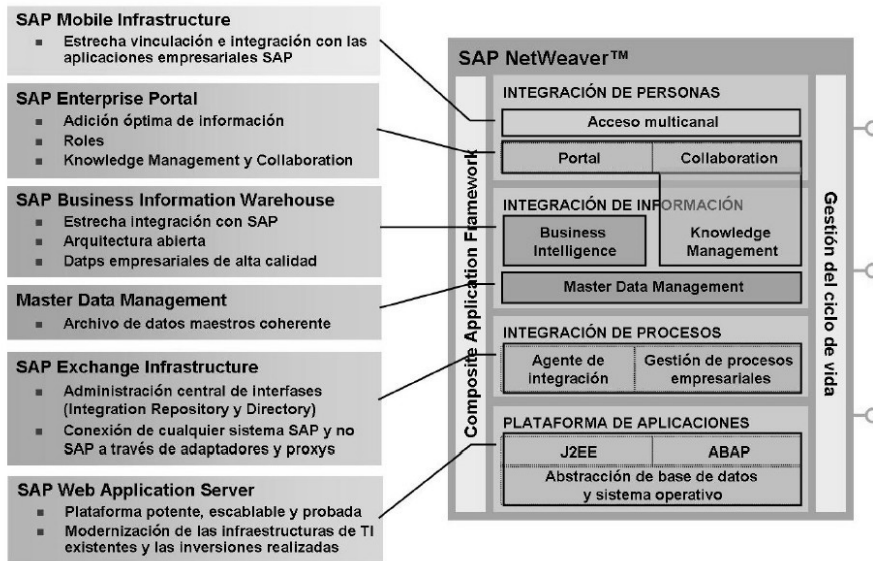 SAP Mobile Infrastructure
▪ Estrecha vinculación e integración con las
aplicaciones empresariales SAP
SAP Enterprise Portal
▪ Adición óptima de información
▪ Roles
▪ Knowledge Management y Collaboration
SAP Business Information Warehouse
▪ Estrecha integración con SAP
▪ Arquitectura abierta
▪ Datps empresariales de alta calidad
Master Data Management
▪ Archivo de datos maestros coherente
SAP Exchange Infrastructure
▪ Administración central de interfases
(Integration Repository y Directory)
▪ Conexión de cualquier sistema SAP y no
SAP a través de adaptadores y proxys
SAP Web Application Server
▪ Plataforma potente, escablable y probada
▪ Modernización de las infraestructuras de TI
existentes y las inversiones realizadas
SAP NetWeaver™
Composite Application Framework
INTEGRACIÓN DE PERSONAS
Acceso multicanal
Portal
Collaboration
INTEGRACIÓN DE INFORMACIÓN
Business
Intelligence
Knowledge
Management
Master Data Management
INTEGRACIÓN DE PROCESOS
Agente de
integración
Gestión de procesos
empresariales
PLATAFORMA DE APLICACIONES
J2EE
ABAP
Abstracción de base de datos
y sistema operativo
Gestión del ciclo de vida